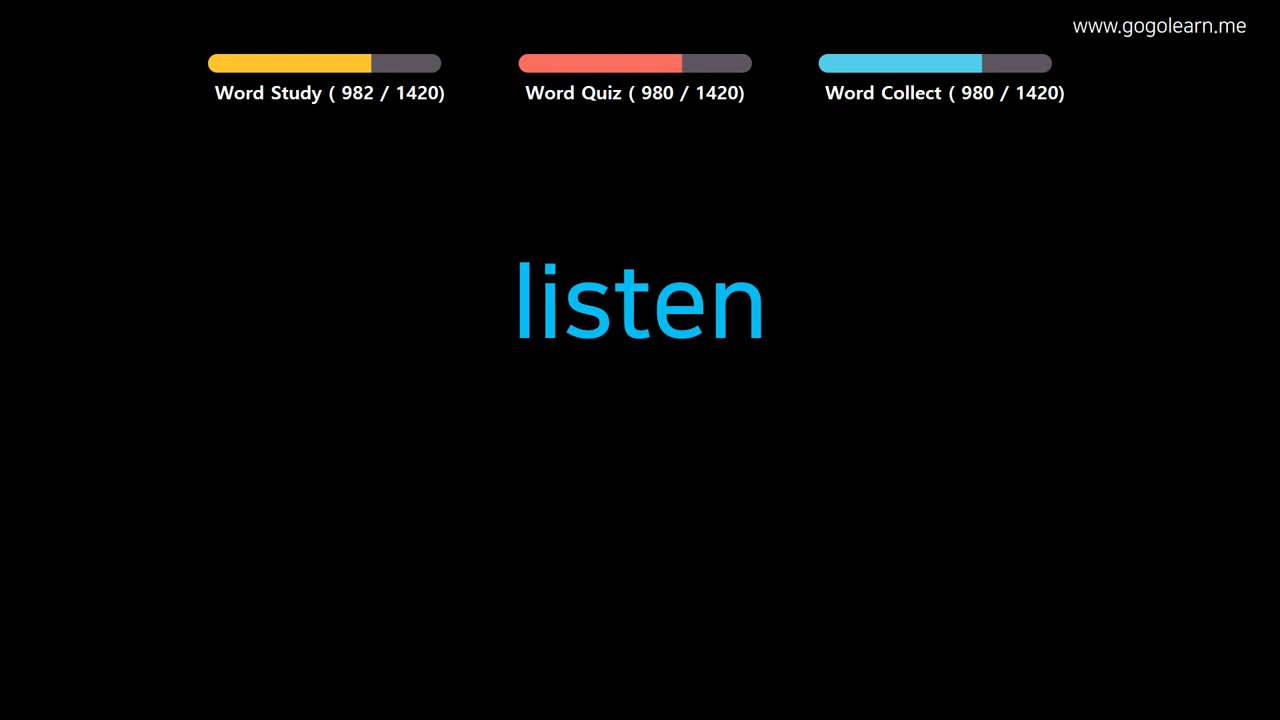 www.gogolearn.me
Word Study ( 982 / 1420)
Word Quiz ( 980 / 1420)
Word Collect ( 980 / 1420)
listen